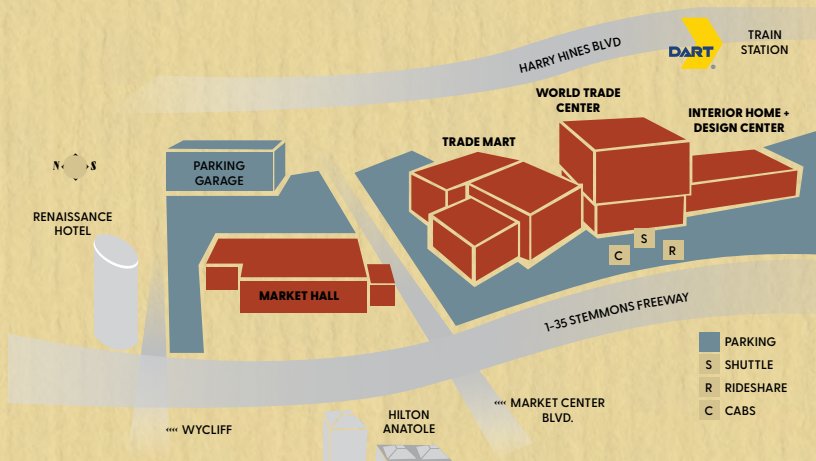 HARRY HINES BLVD
DART
®
TRAIN
STATION
WORLD TRADE
CENTER
INTERIOR HOME +
DESIGN CENTER
TRADE MART
PARKING
GARAGE
N S
RENAISSANCE
HOTEL
S
C
R
MARKET HALL
1-35 STEMMONS FREEWAY
PARKING
S SHUTTLE
R RIDESHARE
C CABS
‹‹‹‹ MARKET CENTER
BLVD.
HILTON
ANATOLE
‹‹‹‹ WYCLIFF